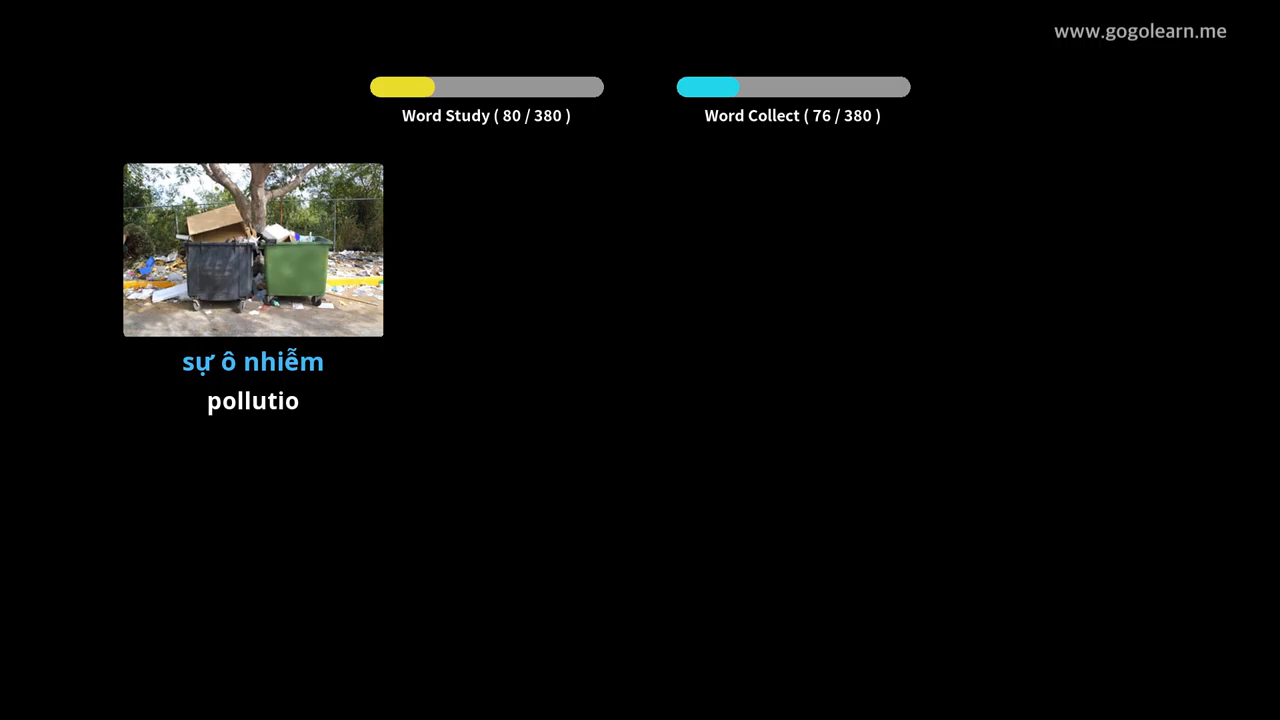 www.gogolearn.me
Word Study ( 80 / 380 )
Word Collect ( 76 / 380 )
sự ô nhiễm
pollutio